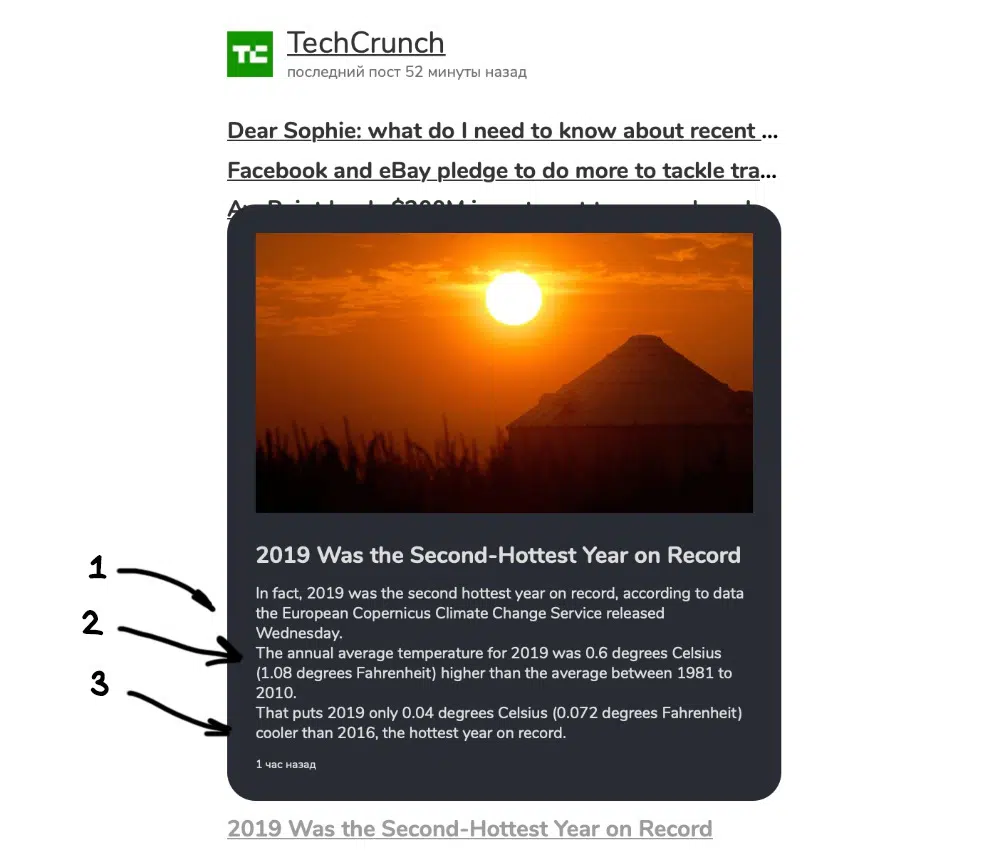 TC TechCrunch
последний пост 52 минуты назад
Dear Sophie: what do I need to know about recent ...
Facebook and eBay pledge to do more to tackle tra...
2019 Was the Second-Hottest Year on Record
1
In fact, 2019 was the second hottest year on record, according to data
the European Copernicus Climate Change Service released
Wednesday.
2
The annual average temperature for 2019 was 0.6 degrees Celsius
(1.08 degrees Fahrenheit) higher than the average between 1981 to
2010.
3
That puts 2019 only 0.04 degrees Celsius (0.072 degrees Fahrenheit)
cooler than 2016, the hottest year on record.
1 час назад
2019 Was the Second-Hottest Year on Record